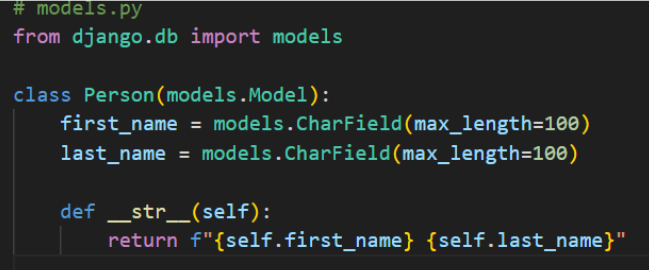 # models.py
from django.db import models
class Person(models.Model):
first_name = models.CharField(max_length=100)
last_name = models.CharField(max_length=100)
def __str__(self):
return f"{self.first_name} {self.last_name}"